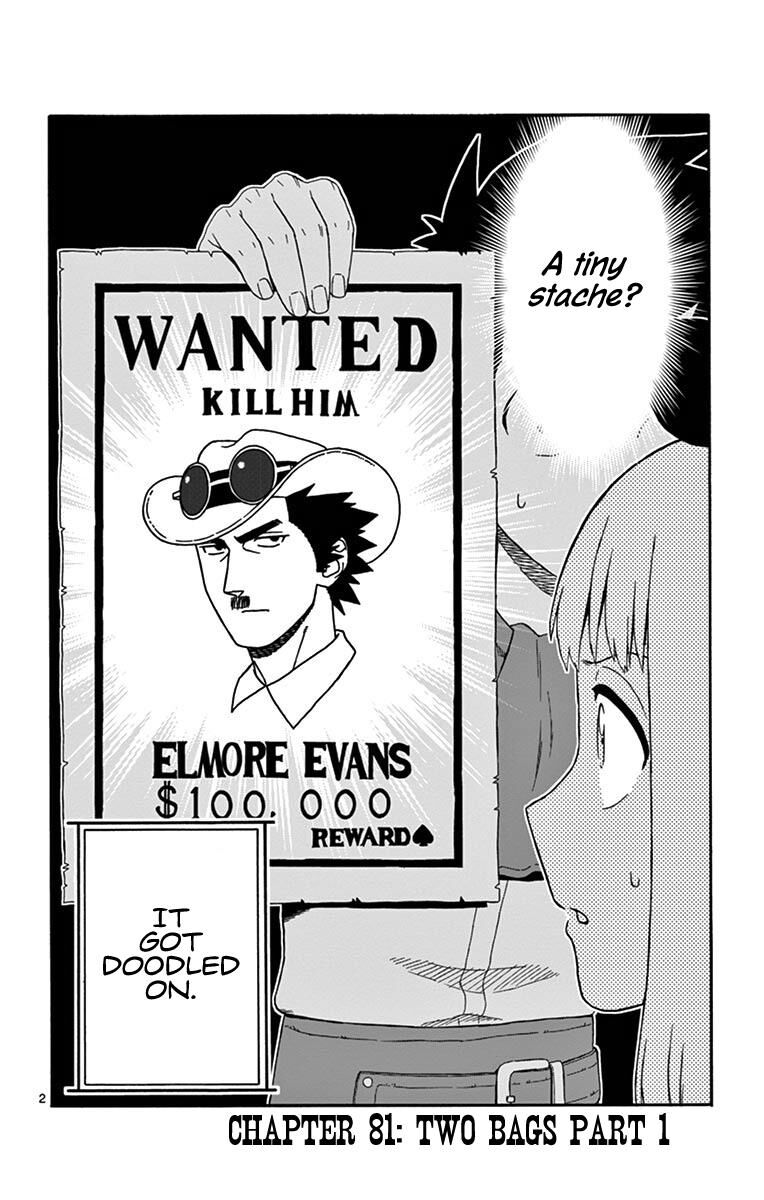 A tiny
stache?
WANTED
KILL HIM
ELMORE EVANS
$100,000
REWARD♠
IT
GOT
DOODLED
ON.
2
CHAPTER 81: TWO BAGS PART 1